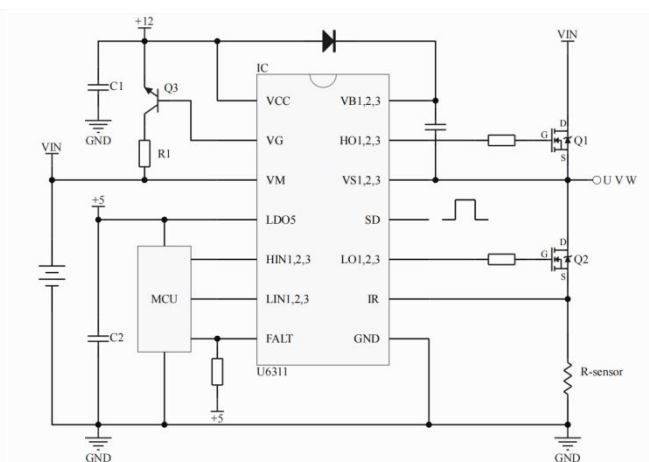 +12
VIN
IC
C1
Q3
VCC
VB1,2,3
D
GND
VG
HO1,2,3
G
Q1
S
VIN
R1
VM
VS1,2,3
U V W
+5
LDO5
SD
D
HIN1,2,3
LO1,2,3
G
Q2
S
MCU
LIN1,2,3
IR
C2
FALT
GND
U6311
R-sensor
+5
GND
GND